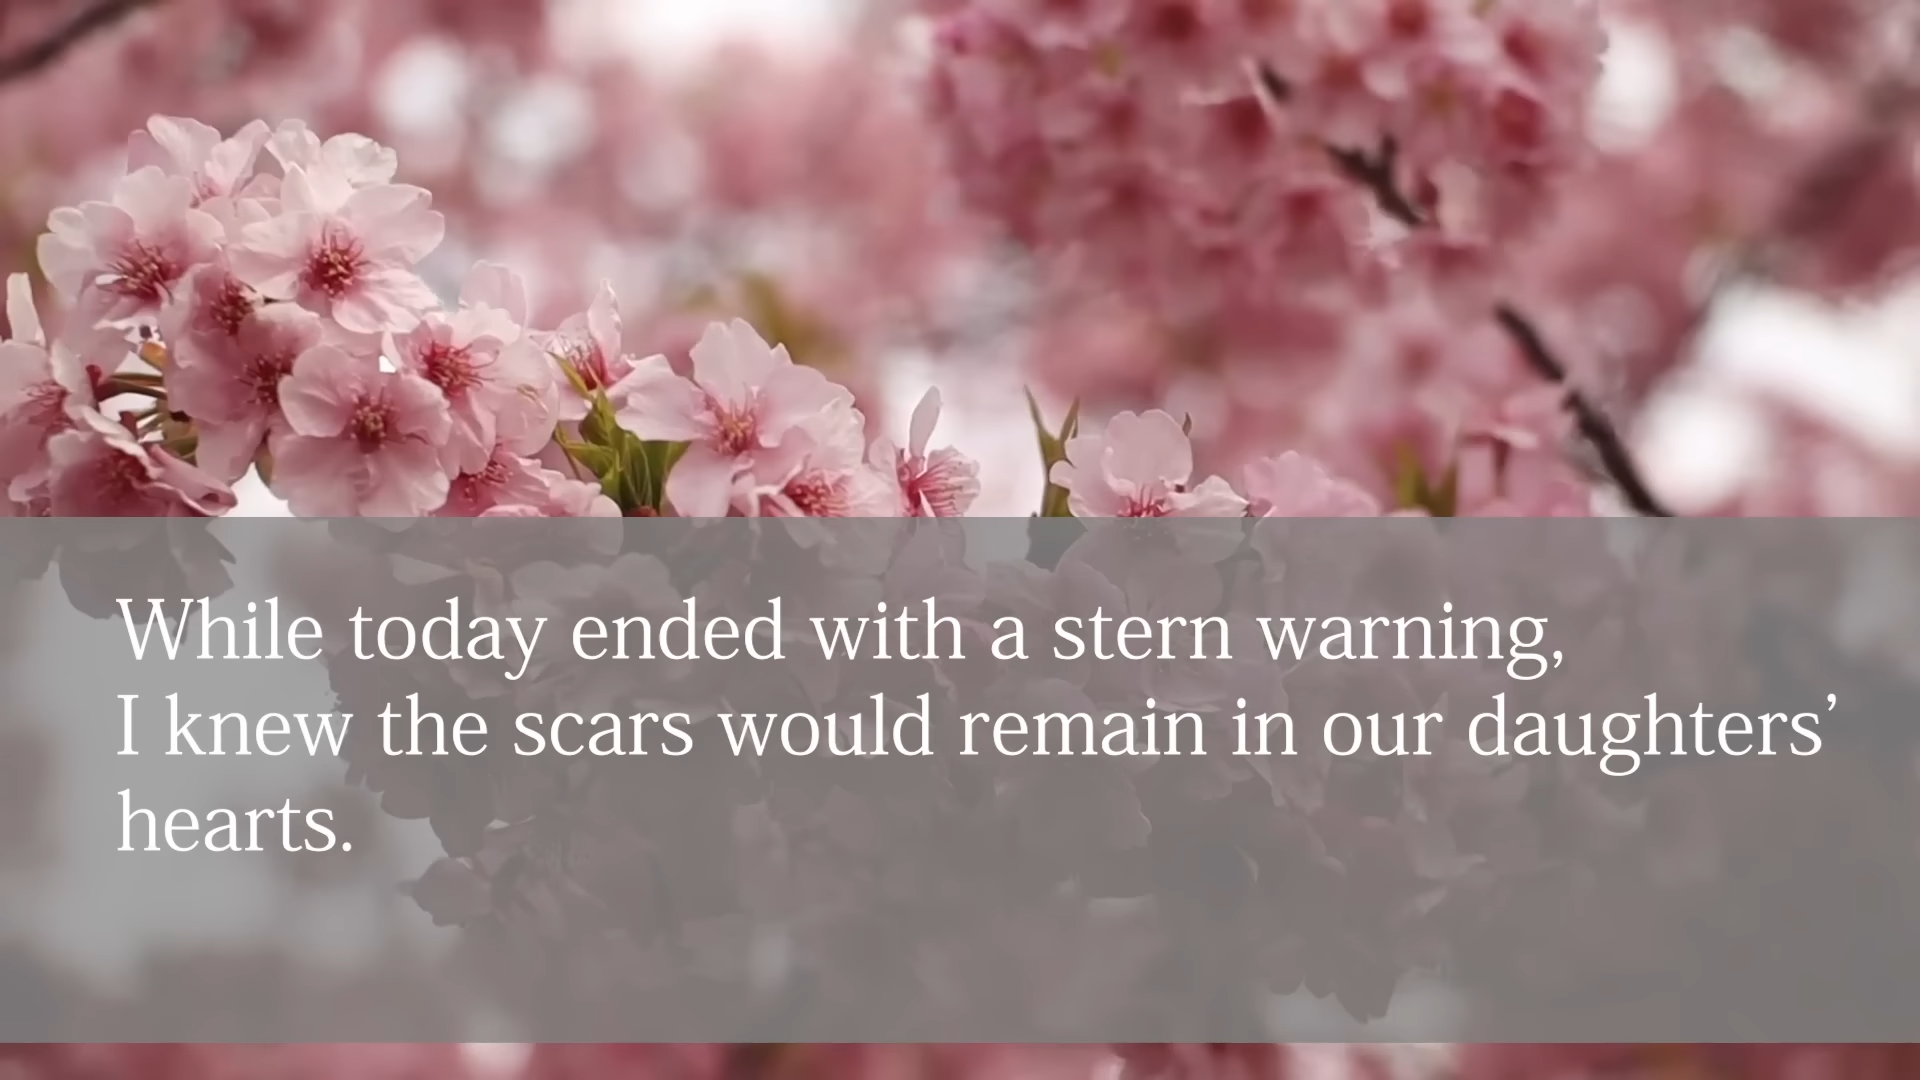 While today ended with a stern warning,
I knew the scars would remain in our daughters’
hearts.